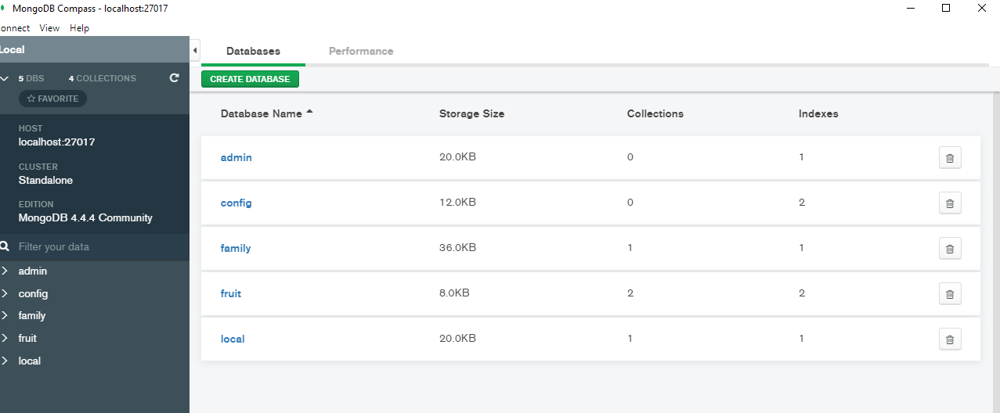 MongoDB Compass - localhost:27017
onnect View Help
Local
5 DBS 4 COLLECTIONS
FAVORITE
HOST
localhost:27017
CLUSTER
Standalone
EDITION
MongoDB 4.4.4 Community
Filter your data
admin
config
family
fruit
local
Databases Performance
CREATE DATABASE
Database Name Storage Size Collections Indexes
admin 20.0KB 0 1
config 12.0KB 0 2
family 36.0KB 1 1
fruit 8.0KB 2 2
local 20.0KB 1 1